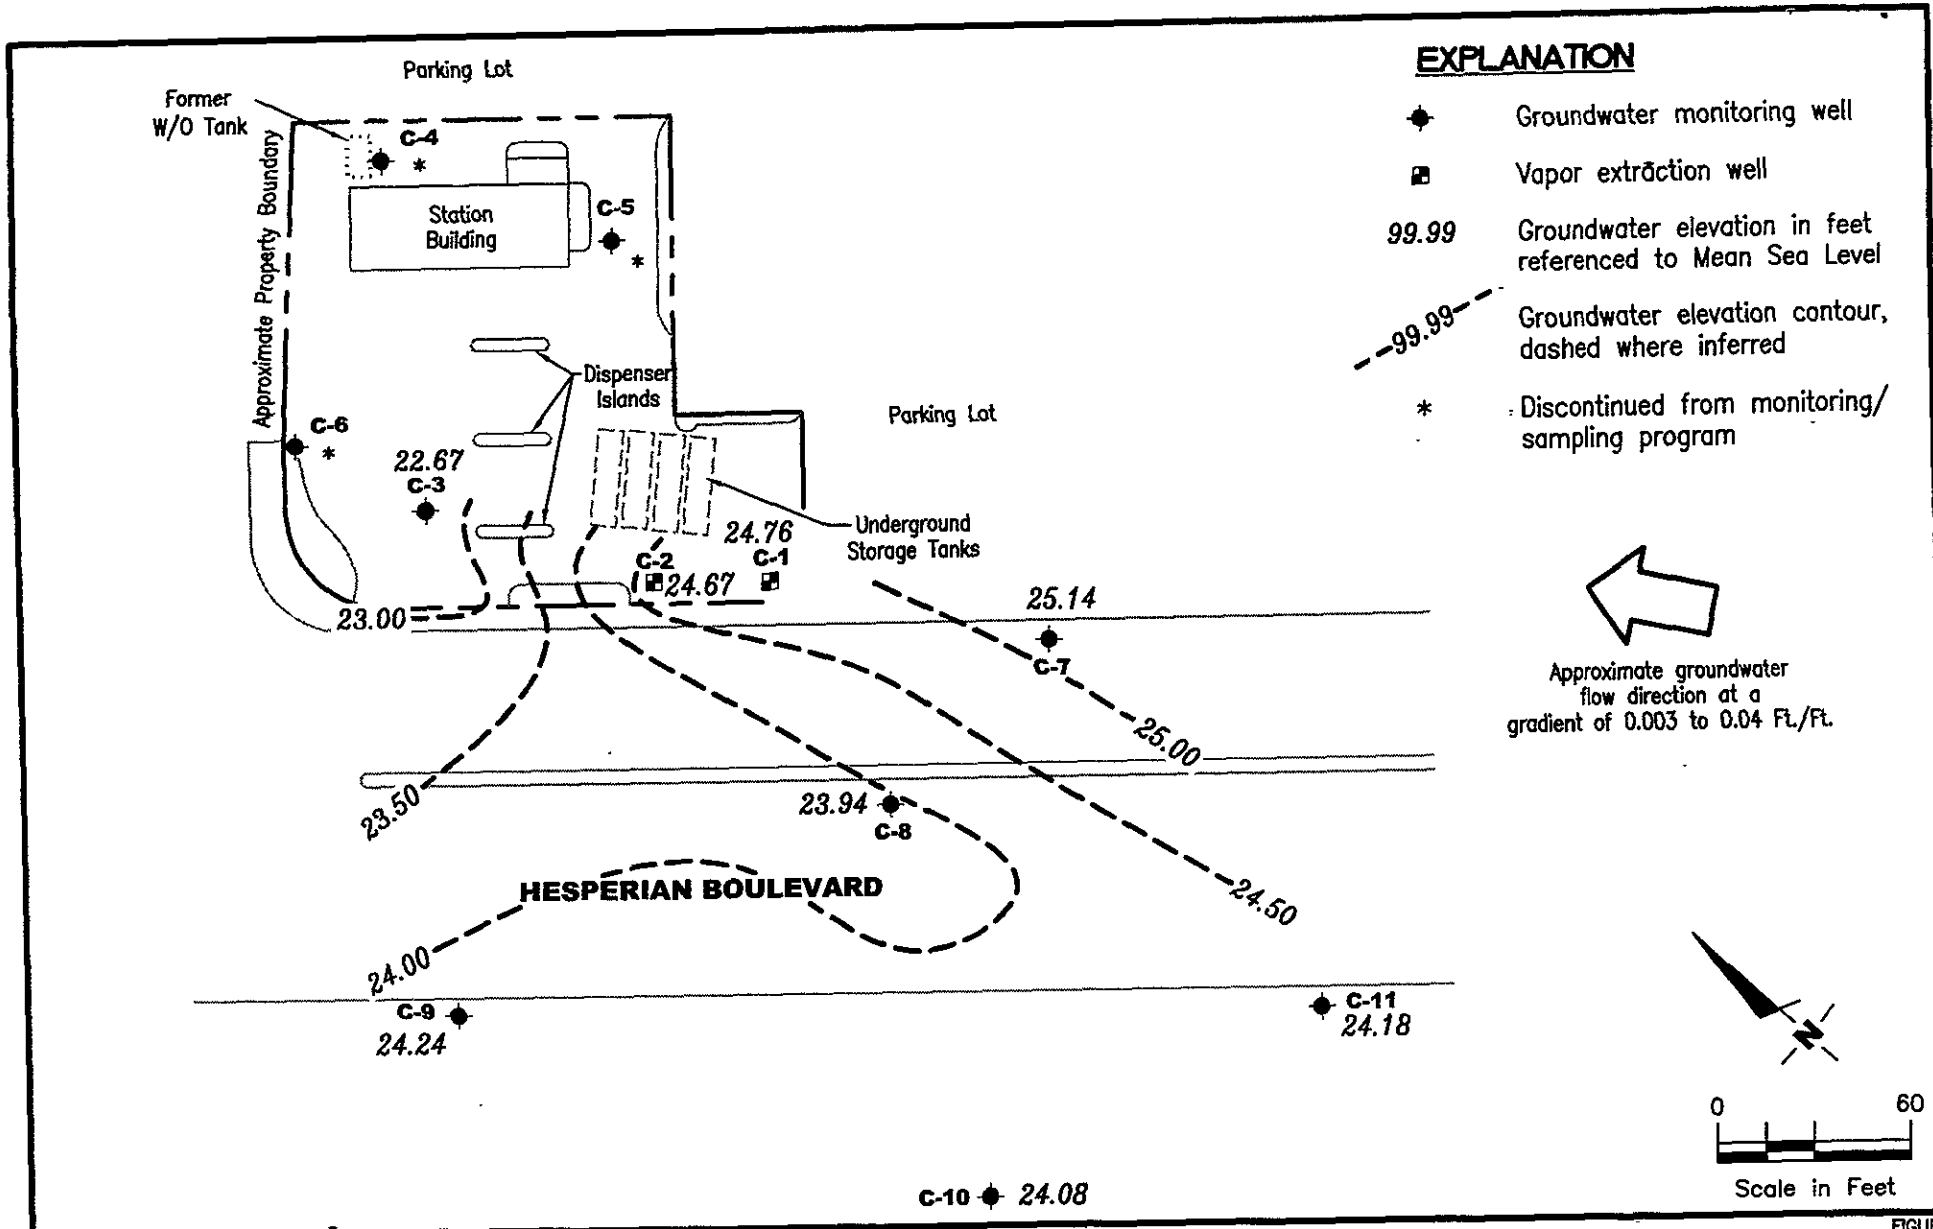 Parking Lot
Former
W/O Tank
C-4
*
Approximate Property Boundary
Station
Building
C-5
*
Dispenser
Islands
Parking Lot
C-6
*
22.67
C-3
24.76
C-1
Underground
Storage Tanks
C-2
24.67
23.00
25.14
C-7
25.00
23.50
23.94
C-8
HESPERIAN BOULEVARD
24.50
24.00
C-9
24.24
C-11
24.18
C-10
24.08
EXPLANATION
Groundwater monitoring well
Vapor extraction well
99.99
Groundwater elevation in feet
referenced to Mean Sea Level
99.99
Groundwater elevation contour,
dashed where inferred
*
Discontinued from monitoring/
sampling program
Approximate groundwater
flow direction at a
gradient of 0.003 to 0.04 Ft./Ft.
N
0
60
Scale in Feet